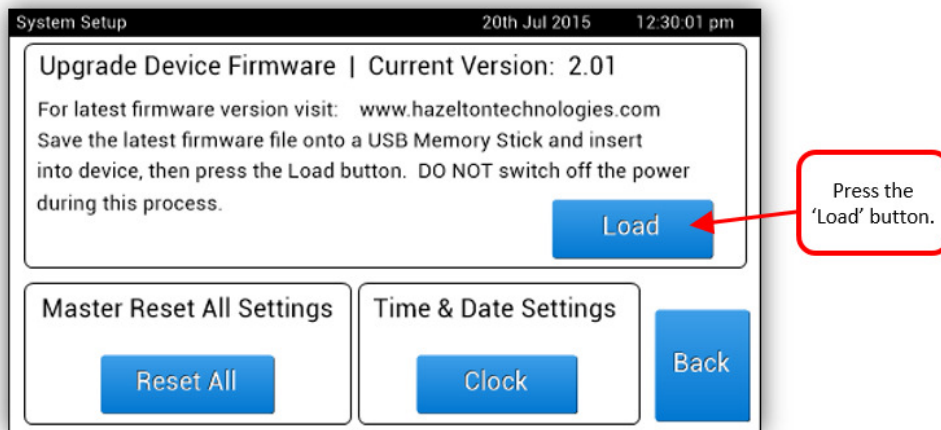 System Setup 20th Jul 2015 12:30:01 pm
Upgrade Device Firmware | Current Version: 2.01
For latest firmware version visit: www.hazeltontechnologies.com
Save the latest firmware file onto a USB Memory Stick and insert
into device, then press the Load button. DO NOT switch off the power
during this process.
Load
Press the
‘Load’ button.
Master Reset All Settings
Reset All
Time & Date Settings
Clock
Back